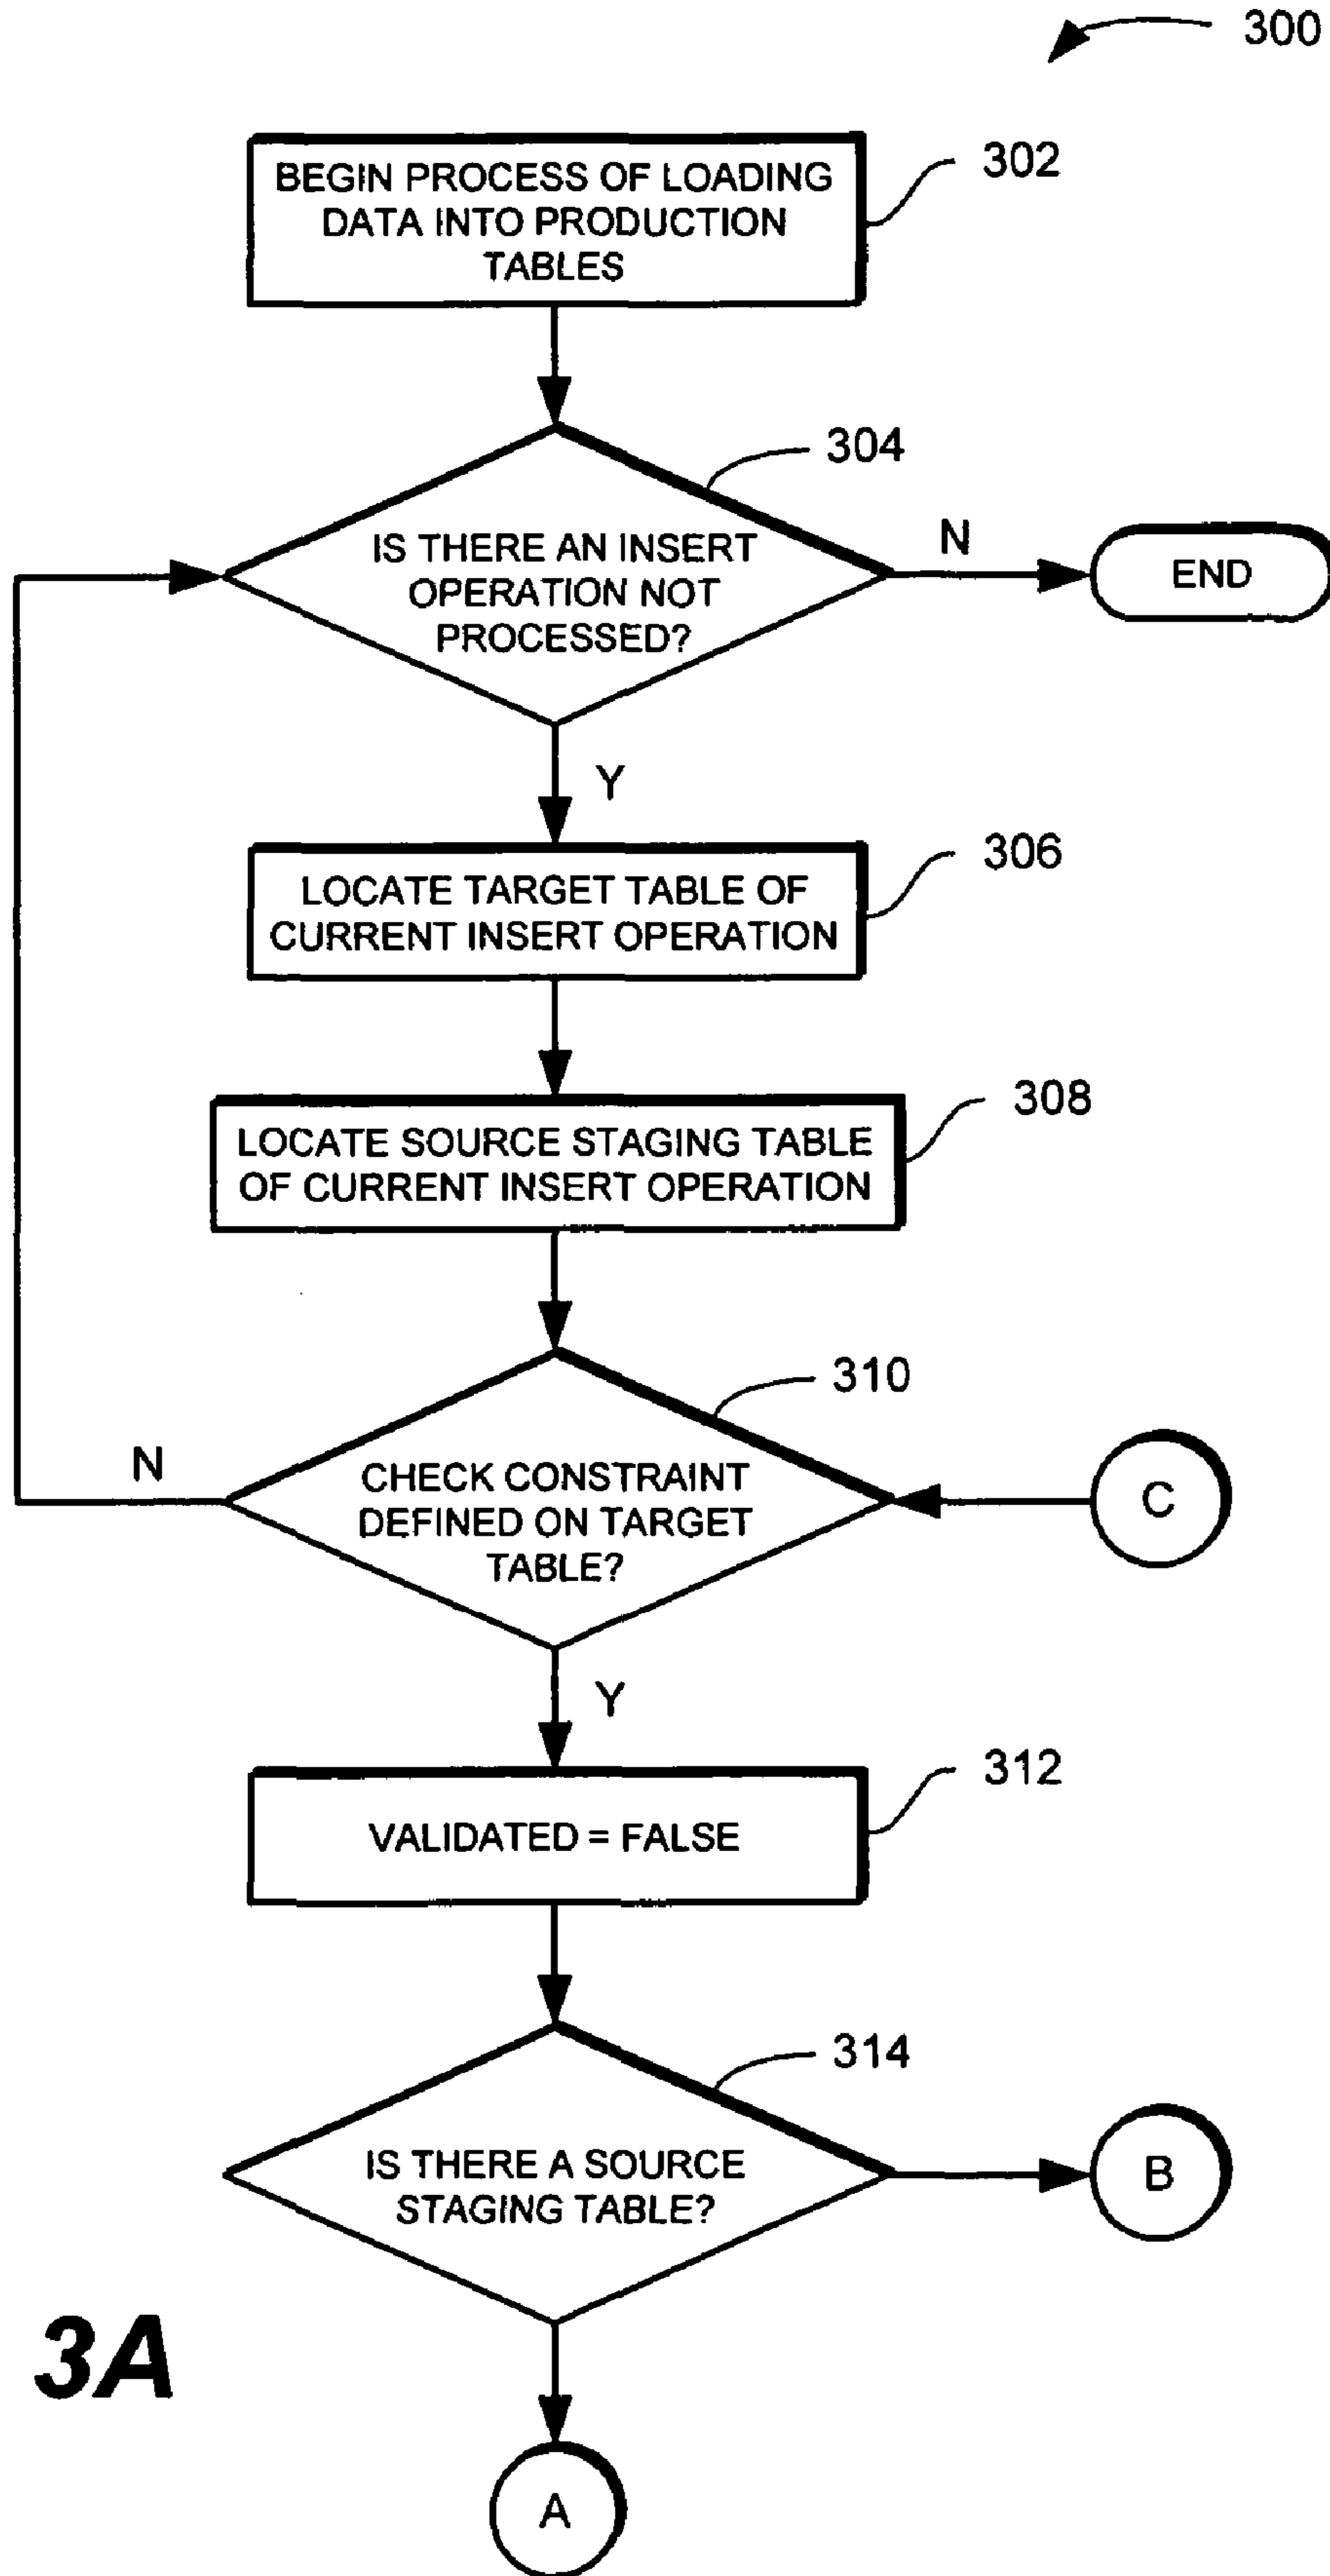 300
BEGIN PROCESS OF LOADING
DATA INTO PRODUCTION
TABLES
302
304
IS THERE AN INSERT
OPERATION NOT
PROCESSED?
N
END
Y
LOCATE TARGET TABLE OF
CURRENT INSERT OPERATION
306
LOCATE SOURCE STAGING TABLE
OF CURRENT INSERT OPERATION
308
310
N
CHECK CONSTRAINT
DEFINED ON TARGET
TABLE?
C
Y
VALIDATED = FALSE
312
314
IS THERE A SOURCE
STAGING TABLE?
B
3A
A